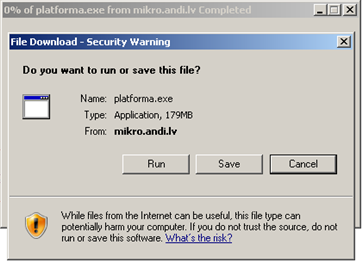 0% of platforma.exe from mikro.andi.lv Completed
File Download - Security Warning
Do you want to run or save this file?
Name: platforma.exe
Type: Application, 179MB
From: mikro.andi.lv
Run Save Cancel
While files from the Internet can be useful, this file type can
potentially harm your computer. If you do not trust the source, do not
run or save this software. What's the risk?